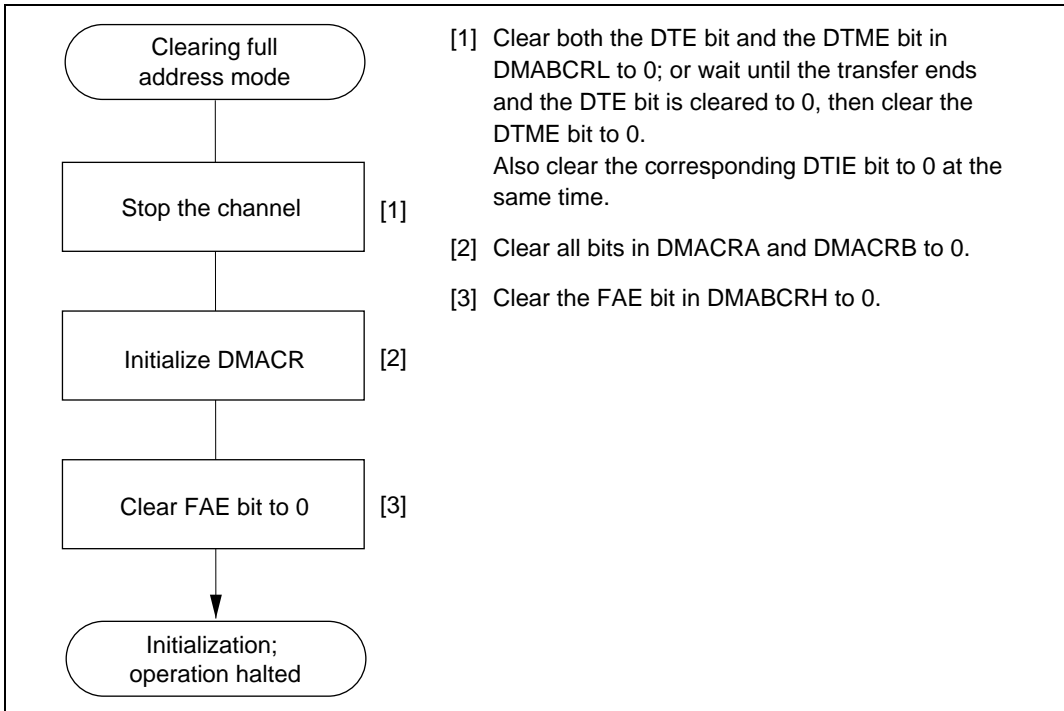 Clearing full
address mode
Stop the channel
[1]
Initialize DMACR
[2]
Clear FAE bit to 0
[3]
Initialization;
operation halted
[1] Clear both the DTE bit and the DTME bit in
DMABCRL to 0; or wait until the transfer ends
and the DTE bit is cleared to 0, then clear the
DTME bit to 0.
Also clear the corresponding DTIE bit to 0 at the
same time.
[2] Clear all bits in DMACRA and DMACRB to 0.
[3] Clear the FAE bit in DMABCRH to 0.